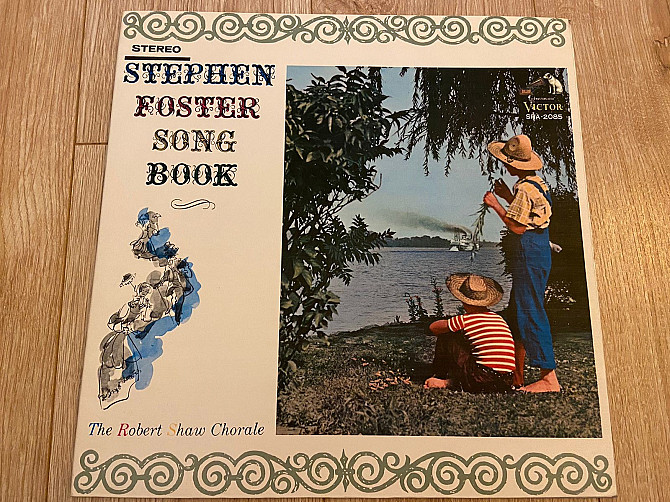 STEREO
STEPHEN
FOSTER
SONG
BOOK
VICTOR
SRA-2085
The Robert Shaw Chorale